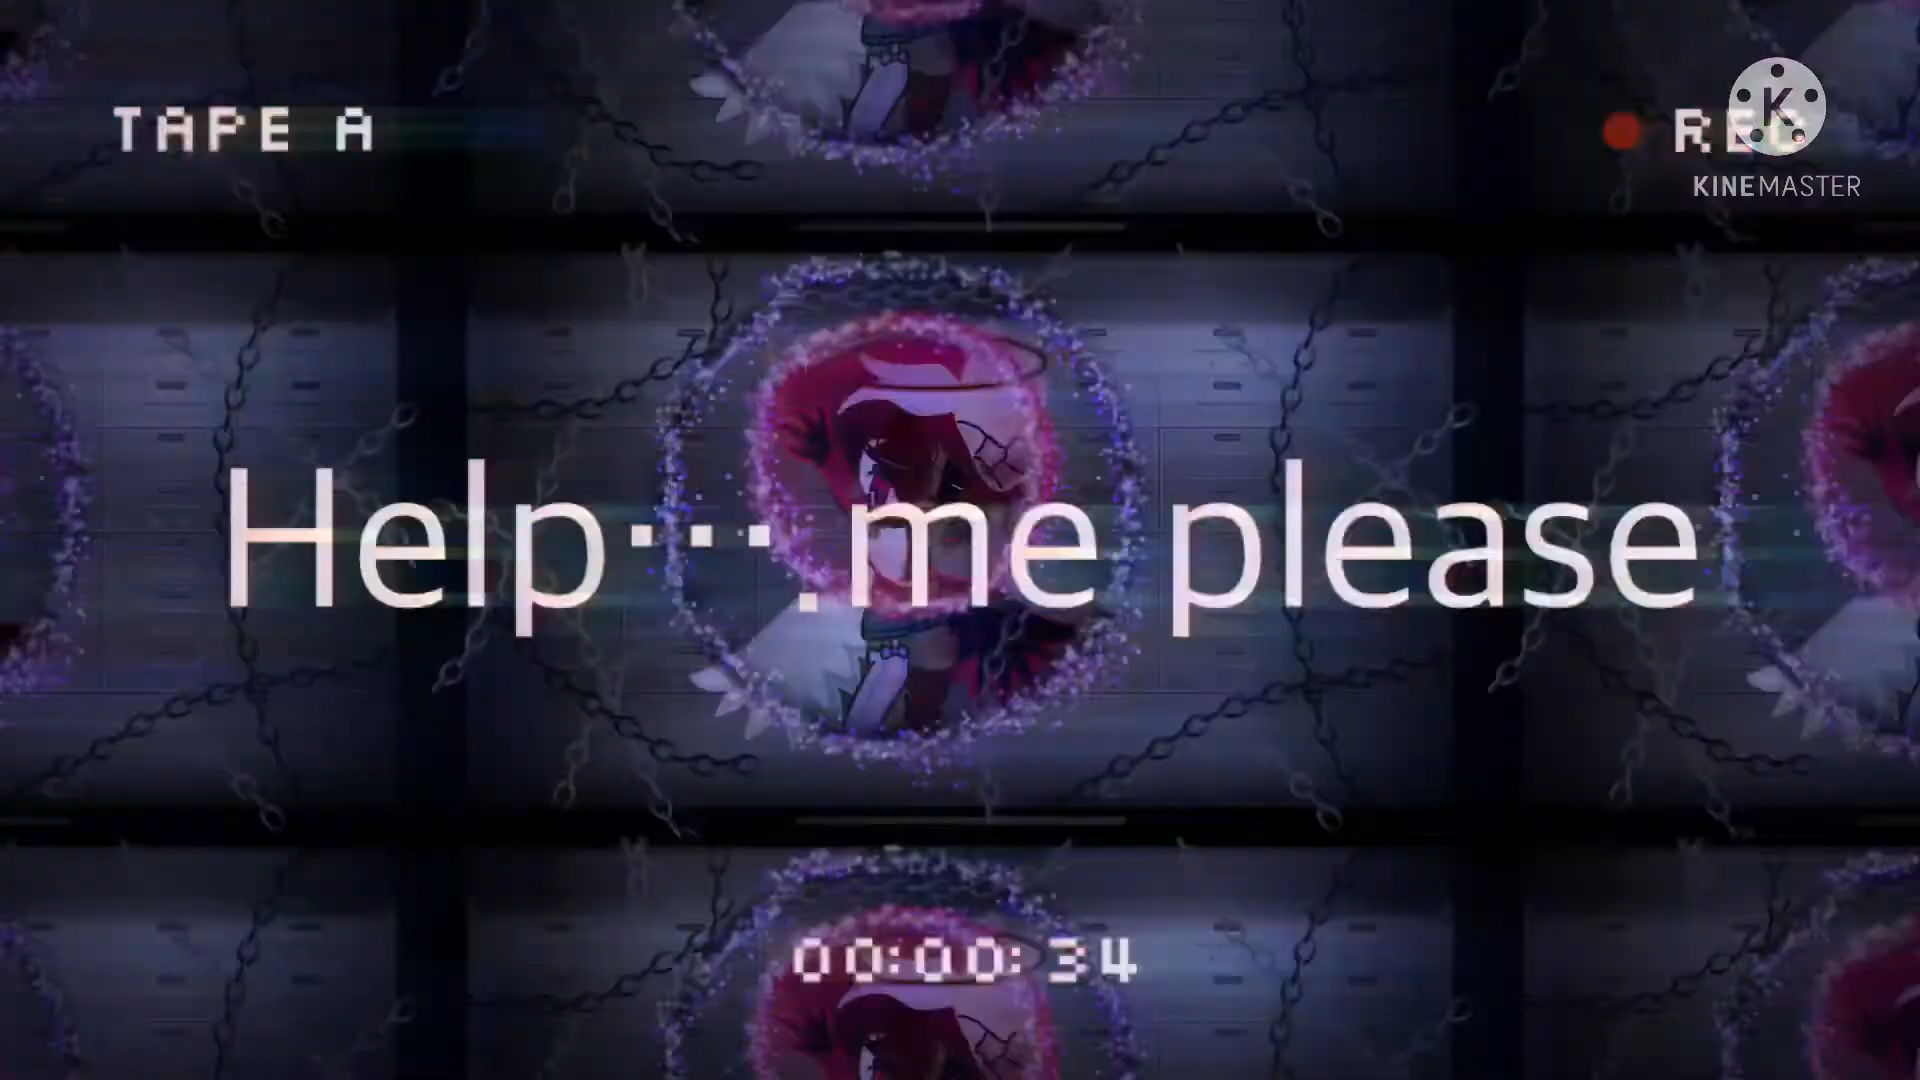 TAPE A
REC
KINEMASTER
Help··· .me please
00:00:34